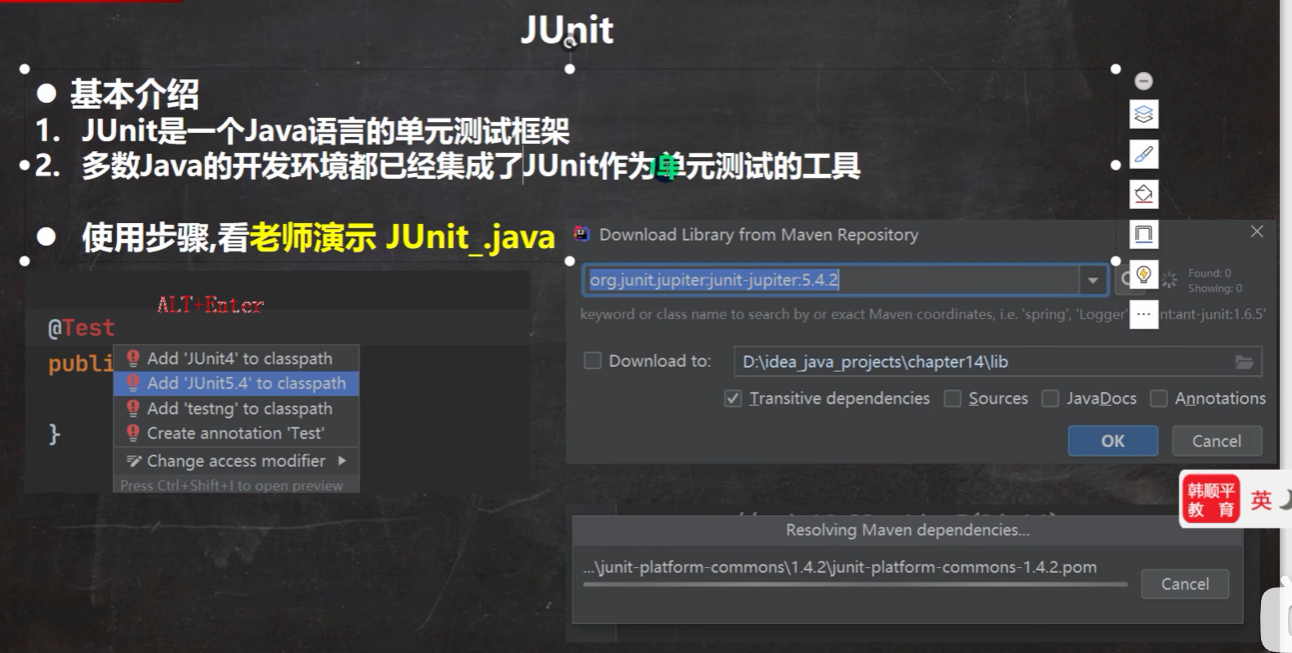 JUnit
● 基本介绍
1. JUnit是一个Java语言的单元测试框架
2. 多数Java的开发环境都已经集成了JUnit作为单元测试的工具
● 使用步骤,看老师演示 JUnit_.java
ALT+Enter
@Test
publi
}
Add 'JUnit4' to classpath
Add 'JUnit5.4' to classpath
Add 'testng' to classpath
Create annotation 'Test'
Change access modifier
Press Ctrl+Shift+I to open preview
Download Library from Maven Repository
org.junit.jupiter:junit-jupiter:5.4.2
Found: 0
Showing: 0
keyword or class name to search by or exact Maven coordinates, i.e. 'spring', 'Logger' nt:ant-junit:1.6.5'
Download to:
D:\idea_java_projects\chapter14\lib
Transitive dependencies
Sources
JavaDocs
Annotations
OK
Cancel
韩顺平
教 育
英
Resolving Maven dependencies...
...\junit-platform-commons\1.4.2\junit-platform-commons-1.4.2.pom
Cancel